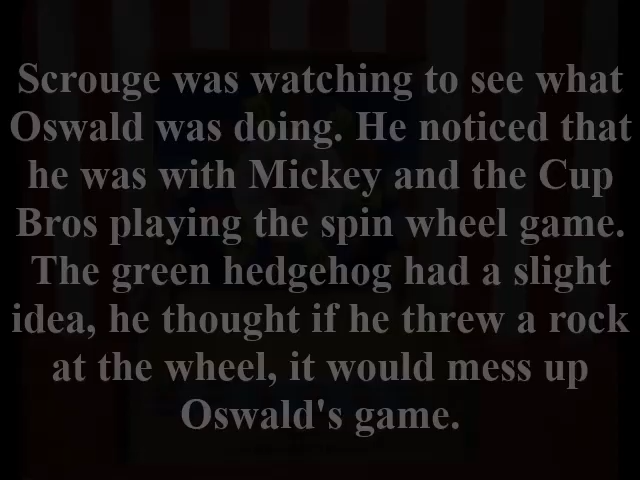 Scrouge was watching to see what
Oswald was doing. He noticed that
he was with Mickey and the Cup
Bros playing the spin wheel game.
The green hedgehog had a slight
idea, he thought if he threw a rock
at the wheel, it would mess up
Oswald's game.